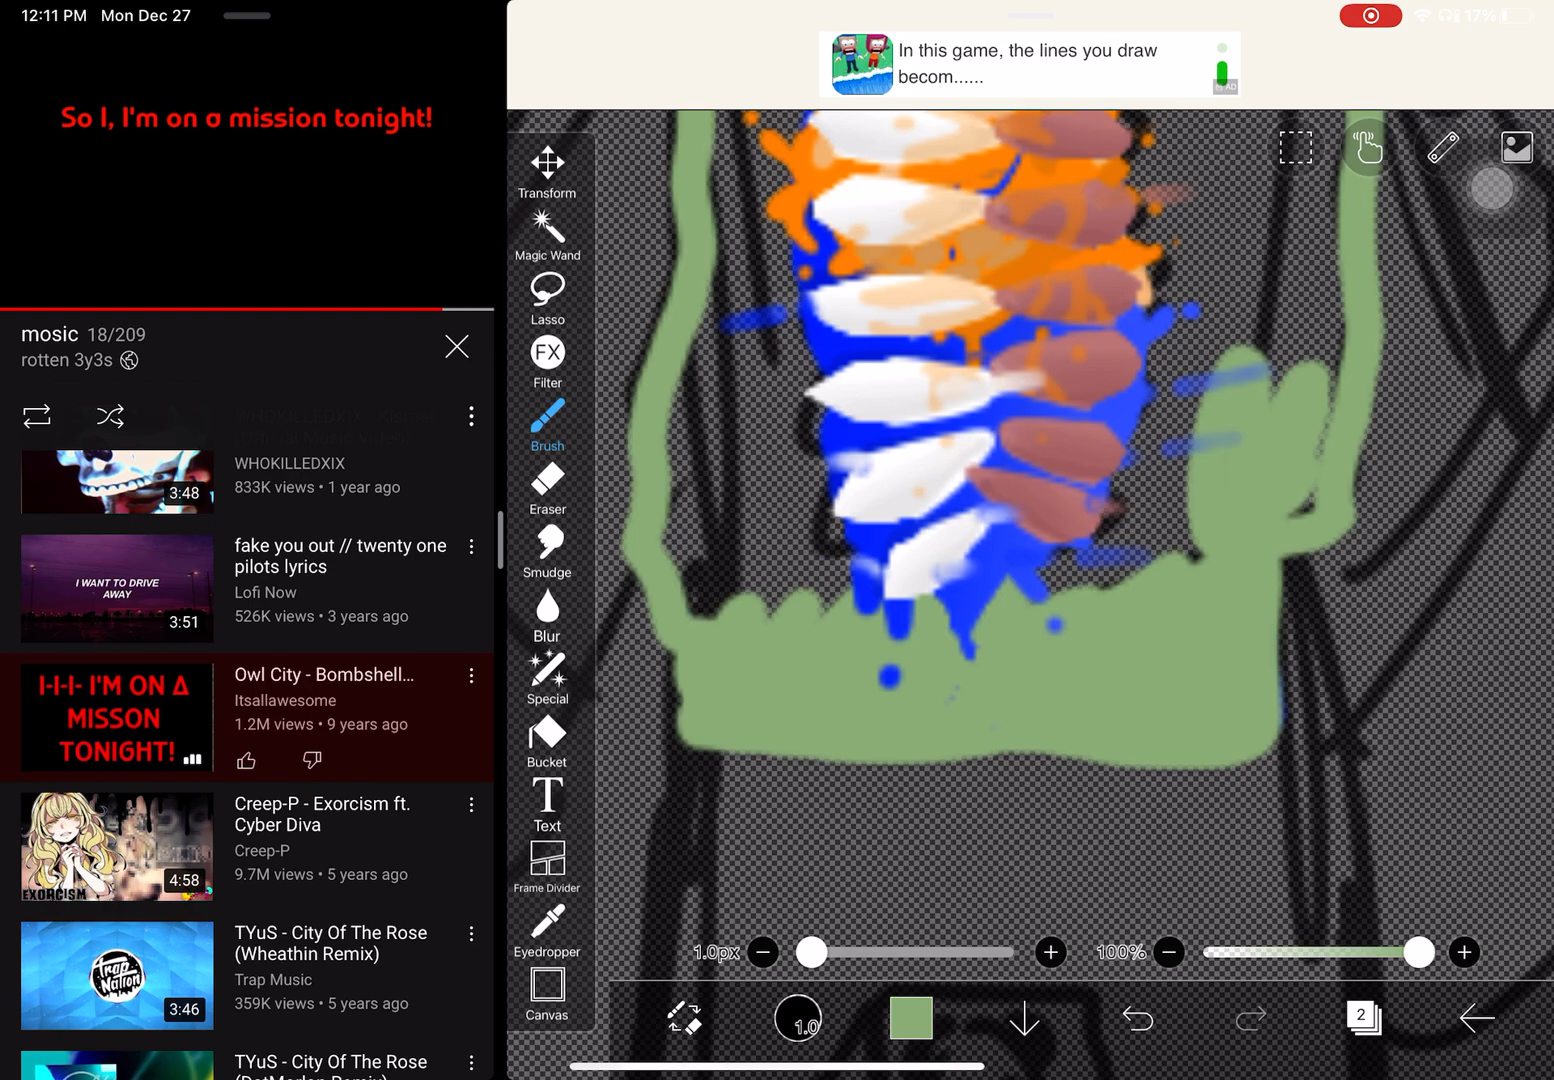 12:11 PM Mon Dec 27
17%
So I, I'm on σ mission tonight!
mosic 18/209
rotten 3y3s
WHOKILLEDXIX
833K views • 1 year ago
3:48
I WANT TO DRIVE
AWAY
3:51
fake you out // twenty one
pilots lyrics
Lofi Now
526K views • 3 years ago
I-I-I- I'M ON Δ
MISSON
TONIGHT!
Owl City - Bombshell...
Itsallawesome
1.2M views • 9 years ago
EXORCISM
4:58
Creep-P - Exorcism ft.
Cyber Diva
Creep-P
9.7M views • 5 years ago
Trap
Nation
3:46
TYuS - City Of The Rose
(Wheathin Remix)
Trap Music
359K views • 5 years ago
TYuS - City Of The Rose
In this game, the lines you draw
becom......
AD
Transform
Magic Wand
Lasso
FX
Filter
Brush
Eraser
Smudge
Blur
Special
Bucket
T
Text
Frame Divider
Eyedropper
Canvas
1.0px
100%
1.0
2